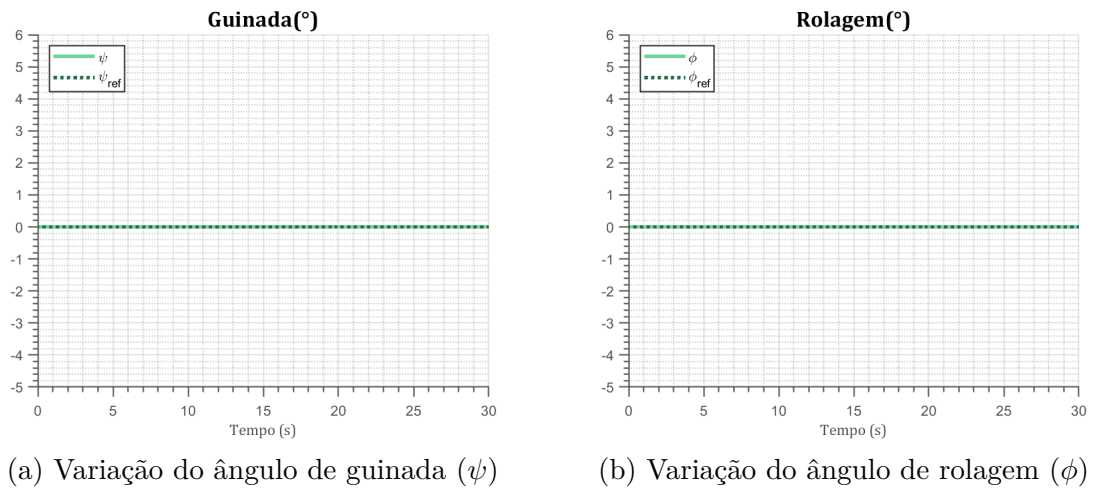 Guinada(°)
6
5
4
3
2
1
0
-1
-2
-3
-4
-5
ψ
ψref
0 5 10 15 20 25 30
Tempo (s)
(a) Variação do ângulo de guinada (ψ)
Rolagem(°)
6
5
4
3
2
1
0
-1
-2
-3
-4
-5
ϕ
ϕref
0 5 10 15 20 25 30
Tempo (s)
(b) Variação do ângulo de rolagem (ϕ)